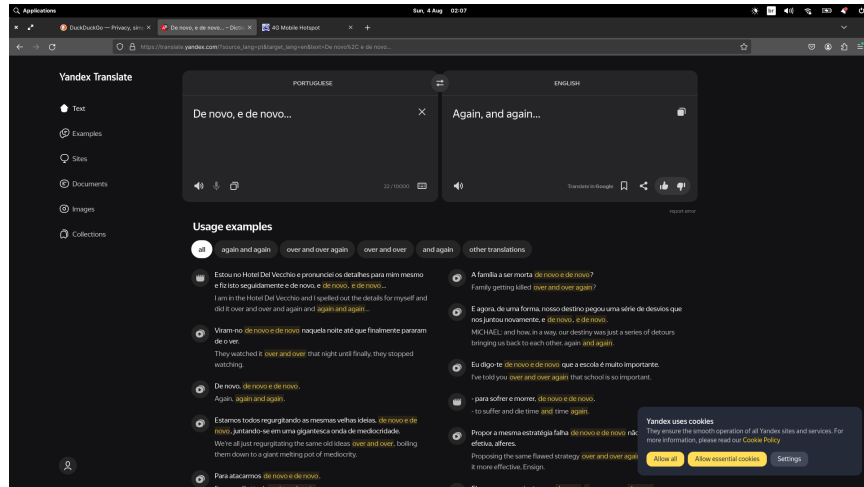 Applications
Sun, 4 Aug 02:07
br
DuckDuckGo — Privacy, sim
De novo, e de novo... – Dictio
4G Mobile Hotspot
https://translate.yandex.com/?source_lang=pt&target_lang=en&text=De novo%2C e de novo...
Yandex Translate
Text
Examples
Sites
Documents
Images
Collections
PORTUGUESE
ENGLISH
De novo, e de novo...
Again, and again...
22 / 10000
Translate in Google
report error
Usage examples
all
again and again
over and over again
over and over
and again
other translations
Estou no Hotel Del Vecchio e pronunciei os detalhes para mim mesmo
e fiz isto seguidamente e de novo, e de novo, e de novo...
I am in the Hotel Del Vecchio and I spelled out the details for myself and
did it over and over and again and again and again...
Viram-no de novo e de novo naquela noite até que finalmente pararam
de o ver.
They watched it over and over that night until finally, they stopped
watching.
De novo, de novo e de novo.
Again, again and again.
Estamos todos regurgitando as mesmas velhas ideias, de novo e de
novo, juntando-se em uma gigantesca onda de mediocridade.
We're all just regurgitating the same old ideas over and over, boiling
them down to a giant melting pot of mediocrity.
Para atacarmos de novo e de novo.
A família a ser morta de novo e de novo?
Family getting killed over and over again?
E agora, de uma forma, nosso destino pegou uma série de desvios que
nos juntou novamente, e de novo, e de novo.
MICHAEL: and how, in a way, our destiny was just a series of detours
bringing us back to each other, again and again.
Eu digo-te de novo e de novo que a escola é muito importante.
I've told you over and over again that school is so important.
- para sofrer e morrer, de novo e de novo.
- to suffer and die time and time again.
Propor a mesma estratégia falha de novo e de novo
efetiva, alferes.
Proposing the same flawed strategy over and over again
it more effective, Ensign.
Yandex uses cookies
They ensure the smooth operation of all Yandex sites and services. For
more information, please read our Cookie Policy
Allow all
Allow essential cookies
Settings